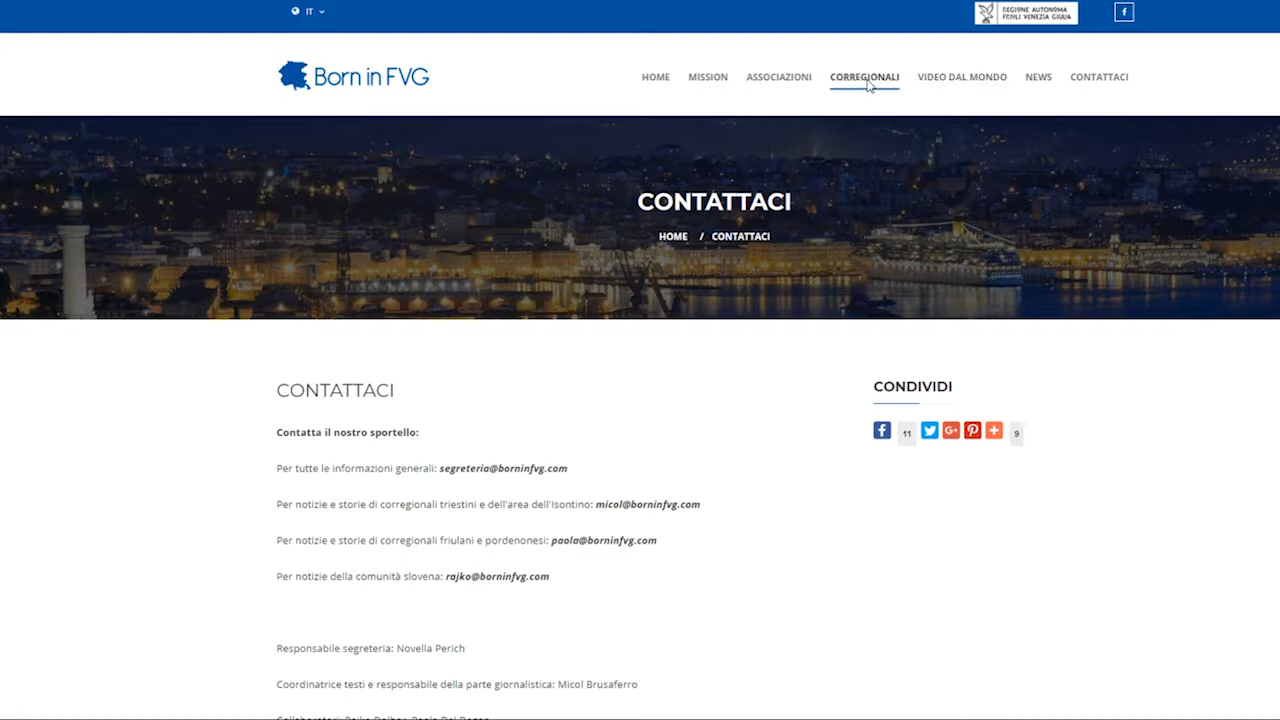 IT
REGIONE AUTONOMA
FRIULI VENEZIA GIULIA
Born in FVG
HOME MISSION ASSOCIAZIONI CORREGIONALI VIDEO DAL MONDO NEWS CONTATTACI
CONTATTACI
HOME / CONTATTACI
CONTATTACI
CONDIVIDI
11
9
Contatta il nostro sportello:
Per tutte le informazioni generali: segreteria@borninfvg.com
Per notizie e storie di corregionali triestini e dell'area dell'Isontino: micol@borninfvg.com
Per notizie e storie di corregionali friulani e pordenonesi: paola@borninfvg.com
Per notizie della comunità slovena: rajko@borninfvg.com
Responsabile segreteria: Novella Perich
Coordinatrice testi e responsabile della parte giornalistica: Micol Brusaferro